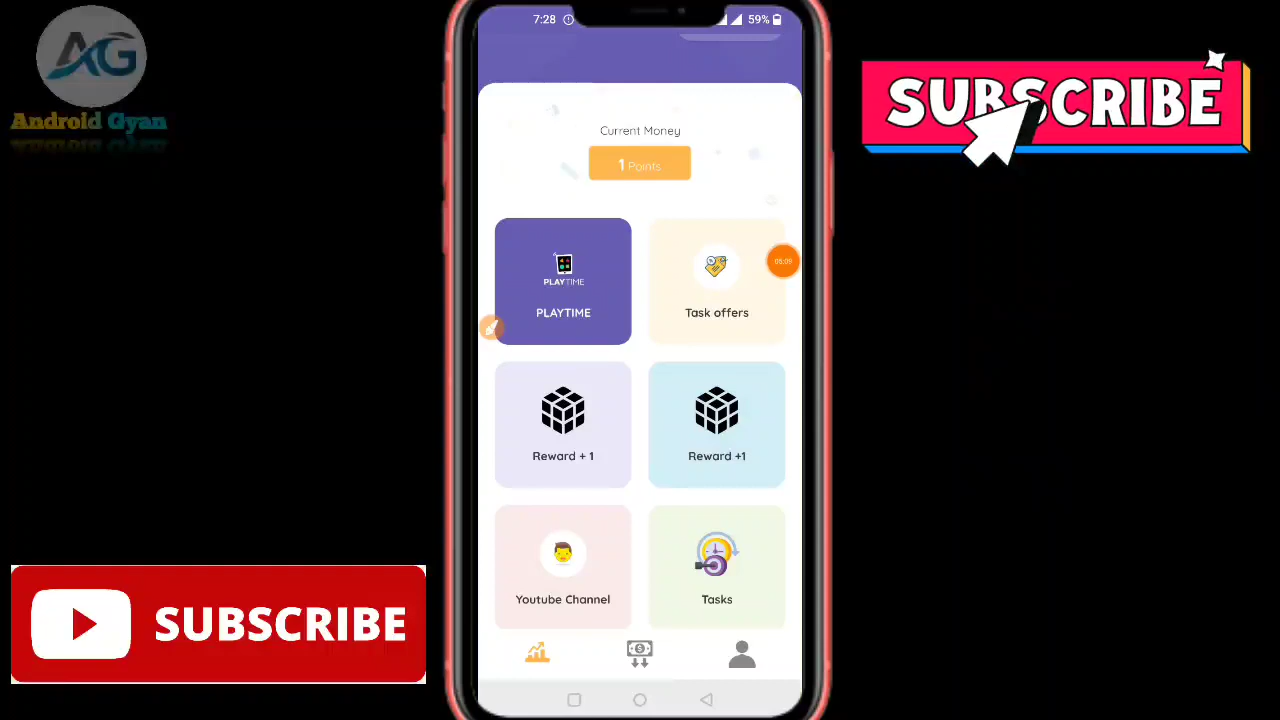 AG
Android Gyan
7:28
59%
Current Money
1 Points
PLAYTIME
PLAYTIME
Task offers
Reward + 1
Reward +1
Youtube Channel
Tasks
SUBSCRIBE
SUBSCRIBE